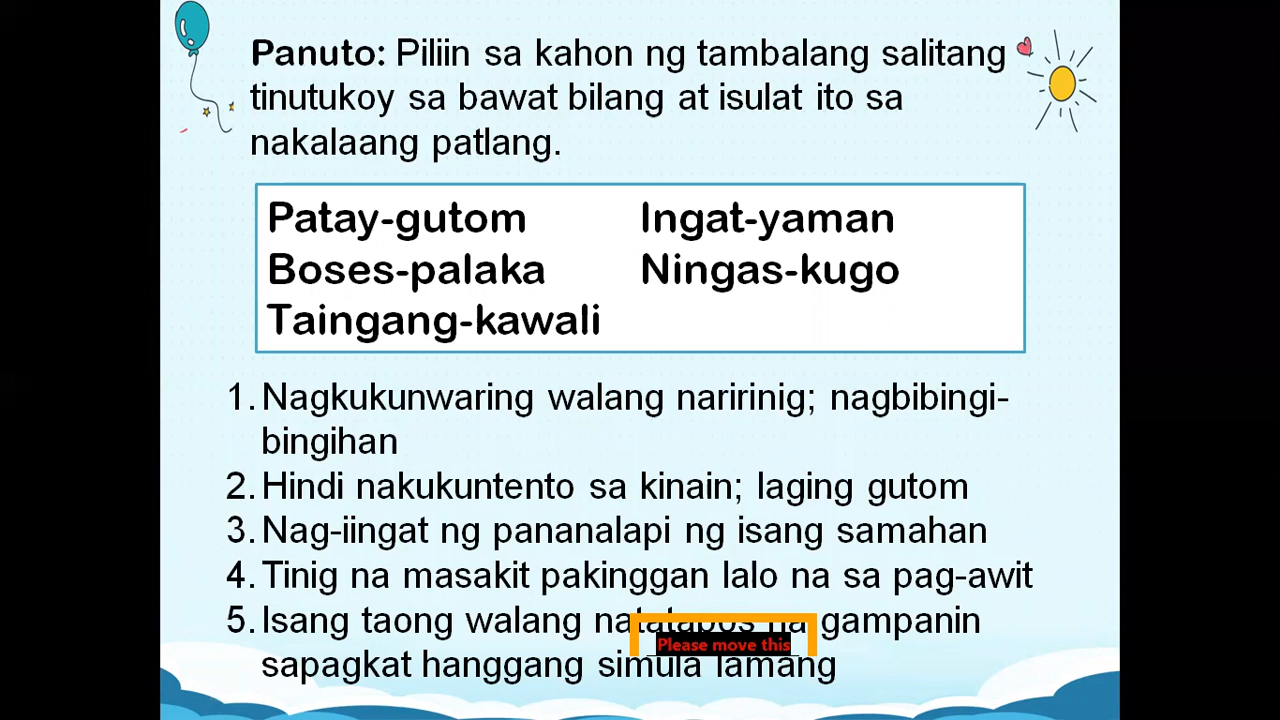 Panuto: Piliin sa kahon ng tambalang salitang
tinutukoy sa bawat bilang at isulat ito sa
nakalaang patlang.
Patay-gutom Ingat-yaman
Boses-palaka Ningas-kugo
Taingang-kawali
1. Nagkukunwaring walang naririnig; nagbibingi-
bingihan
2. Hindi nakukuntento sa kinain; laging gutom
3. Nag-iingat ng pananalapi ng isang samahan
4. Tinig na masakit pakinggan lalo na sa pag-awit
5. Isang taong walang natatapos na gampanin
Please move this
sapagkat hanggang simula lamang